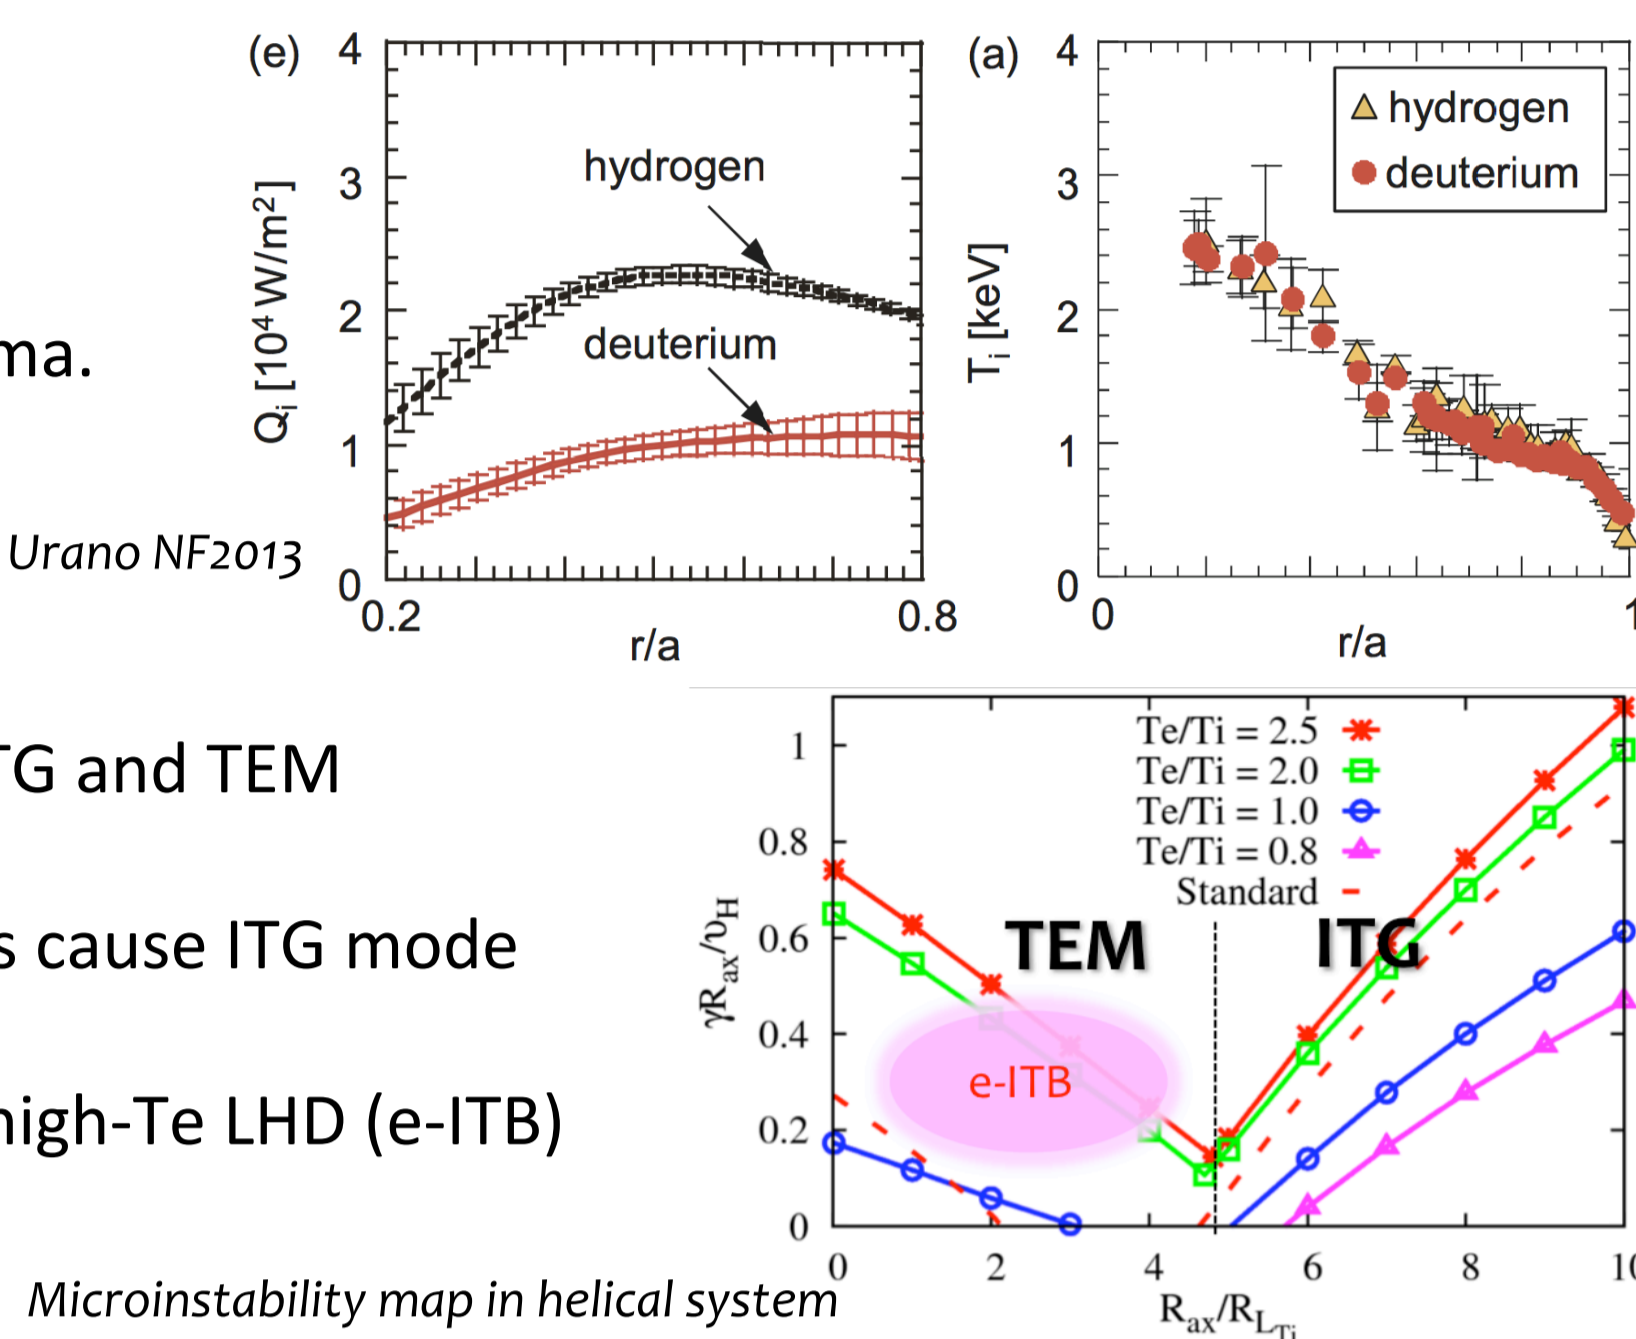 (e)
4
3
2
1
0
Qi [10⁴ W/m²]
hydrogen
deuterium
0.2
0.8
r/a
(a)
4
3
2
1
0
Ti [keV]
hydrogen
deuterium
0
1
r/a
ma.
Urano NF2013
TG and TEM
s cause ITG mode
high-Te LHD (e-ITB)
Microinstability map in helical system
Te/Ti = 2.5
Te/Ti = 2.0
Te/Ti = 1.0
Te/Ti = 0.8
Standard
TEM
ITG
e-ITB
γRax/υH
1
0.8
0.6
0.4
0.2
0
0
2
4
6
8
10
Rax/RLTi